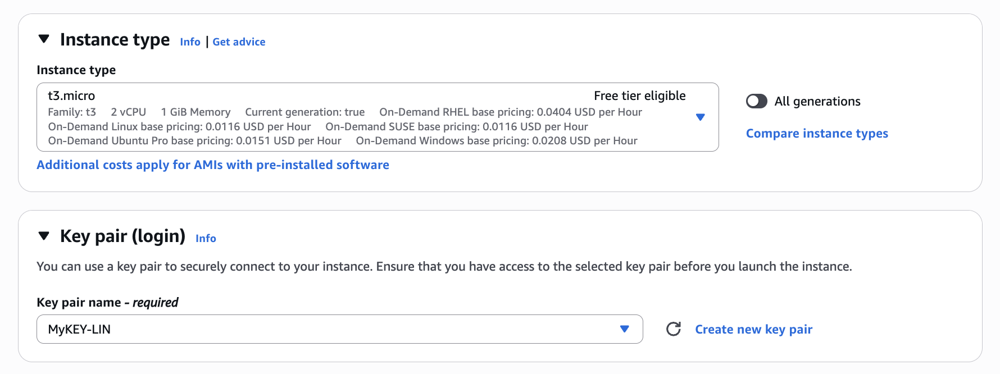 Instance type Info | Get advice
Instance type
t3.micro Free tier eligible
Family: t3 2 vCPU 1 GiB Memory Current generation: true On-Demand RHEL base pricing: 0.0404 USD per Hour
On-Demand Linux base pricing: 0.0116 USD per Hour On-Demand SUSE base pricing: 0.0116 USD per Hour
On-Demand Ubuntu Pro base pricing: 0.0151 USD per Hour On-Demand Windows base pricing: 0.0208 USD per Hour
All generations
Compare instance types
Additional costs apply for AMIs with pre-installed software
Key pair (login) Info
You can use a key pair to securely connect to your instance. Ensure that you have access to the selected key pair before you launch the instance.
Key pair name - required
MyKEY-LIN
Create new key pair